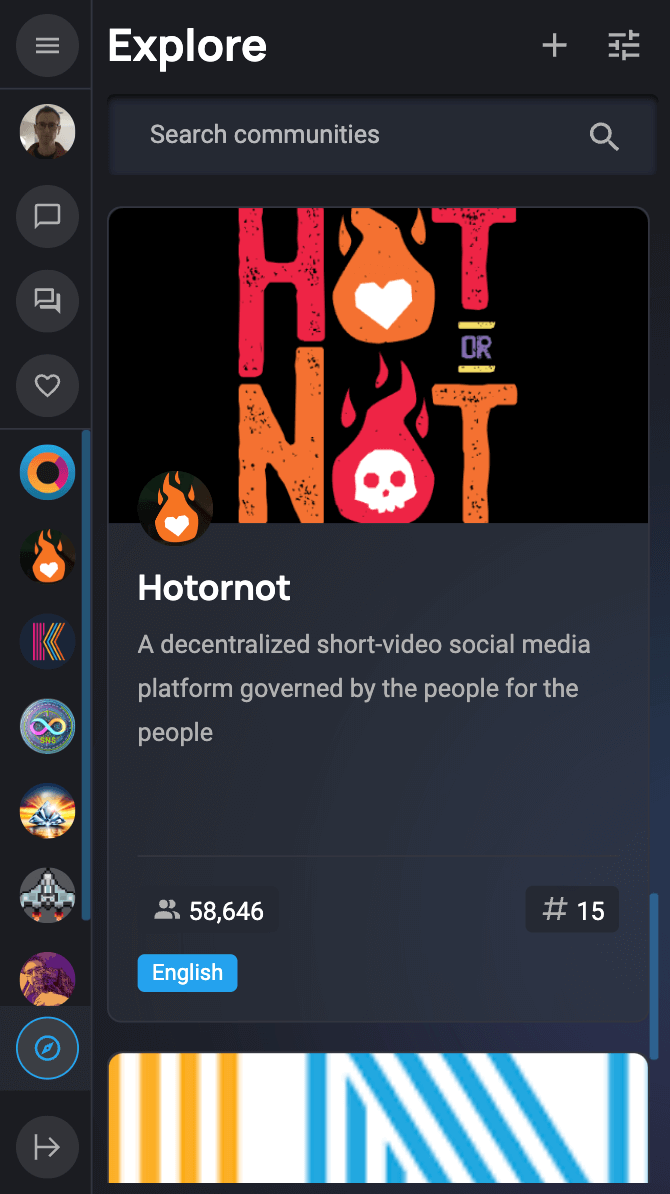 Explore
Search communities
HOT
OR
NOT
Hotornot
A decentralized short-video social media
platform governed by the people for the
people
58,646
# 15
English
K
SNS